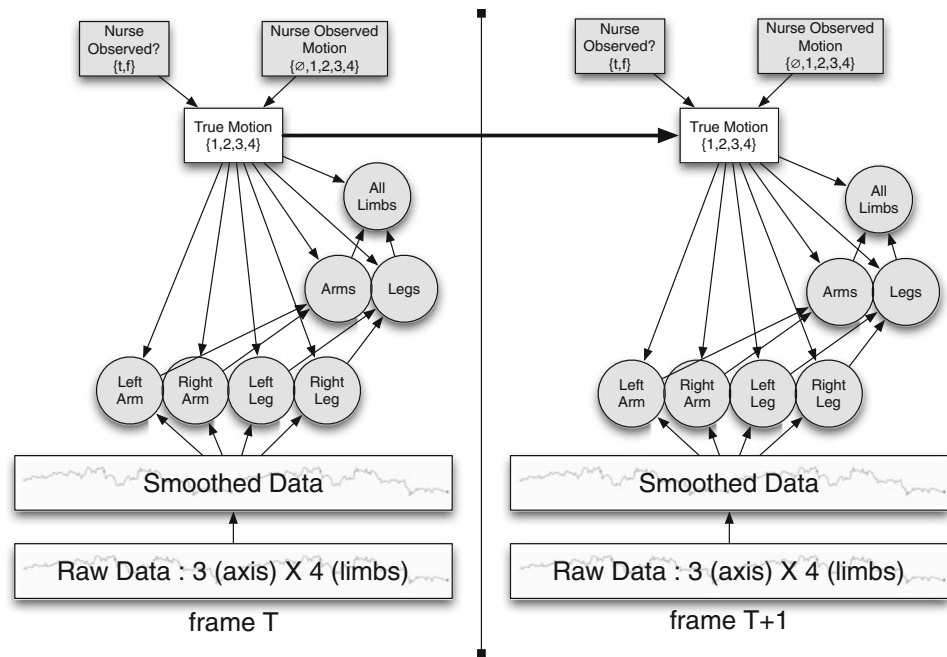 Nurse
Observed?
{t,f}
Nurse Observed
Motion
{∅,1,2,3,4}
True Motion
{1,2,3,4}
All
Limbs
Arms
Legs
Left
Arm
Right
Arm
Left
Leg
Right
Leg
Smoothed Data
Raw Data : 3 (axis) X 4 (limbs)
frame T
Nurse
Observed?
{t,f}
Nurse Observed
Motion
{∅,1,2,3,4}
True Motion
{1,2,3,4}
All
Limbs
Arms
Legs
Left
Arm
Right
Arm
Left
Leg
Right
Leg
Smoothed Data
Raw Data : 3 (axis) X 4 (limbs)
frame T+1